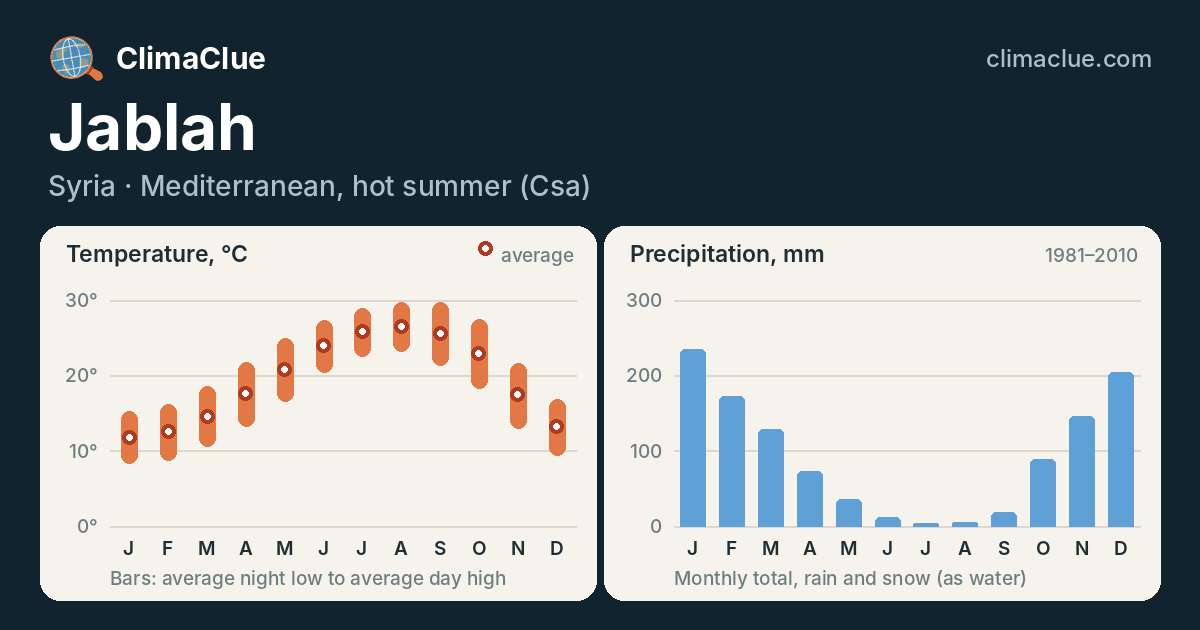 ClimaClue
climaclue.com
Jablah
Syria · Mediterranean, hot summer (Csa)
Temperature, °C
average
30°
20°
10°
0°
J F M A M J J A S O N D
Bars: average night low to average day high
Precipitation, mm
1981–2010
300
200
100
0
J F M A M J J A S O N D
Monthly total, rain and snow (as water)